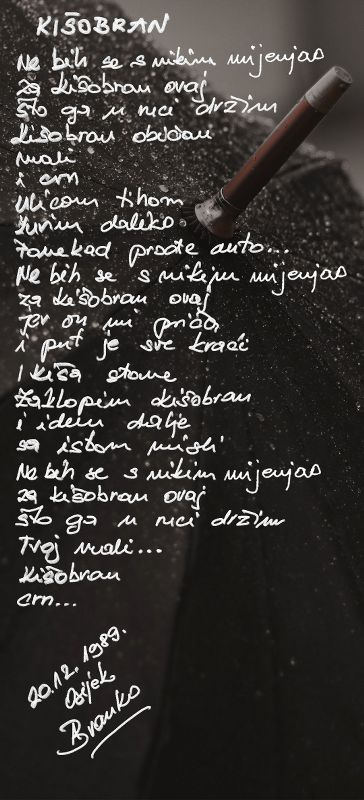 KIŠOBRAN
Ne bih se s nikim mijenjao
za kišobran ovaj
što ga u ruci držim
kišobran običan
mali
i crn
Ulicom tihom
žurim daleko
Ponekad prođe auto...
Ne bih se s nikim mijenjao
za kišobran ovaj
Jer on mi priča
i put je sve kraći
I kiša stane
Zaklopim kišobran
i idem dalje
sa istom misli
Ne bih se s nikim mijenjao
za kišobran ovaj
što ga u ruci držim
Tvoj mali...
kišobran
crn...
20.12.1989.
Osijek
Branko